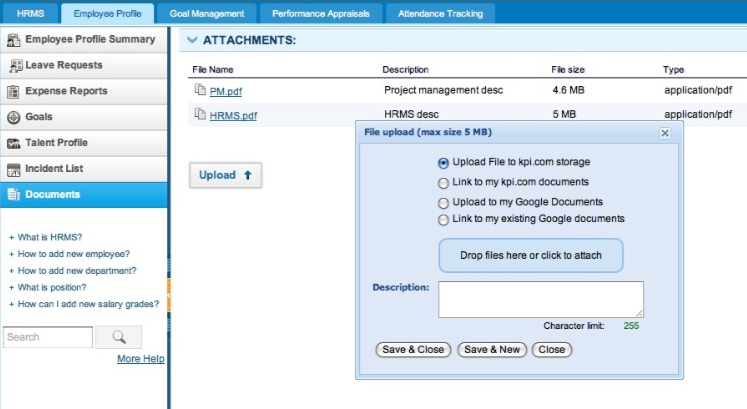 HRMS Employee Profile Goal Management Performance Appraisals Attendance Tracking
Employee Profile Summary
Leave Requests
Expense Reports
Goals
Talent Profile
Incident List
Documents
+ What is HRMS?
+ How to add new employee?
+ How to add new department?
+ What is position?
+ How can I add new salary grades?
Search
More Help
ATTACHMENTS:
File Name Description File size Type
PM.pdf Project management desc 4.6 MB application/pdf
HRMS.pdf HRMS desc 5 MB application/pdf
Upload
File upload (max size 5 MB)
Upload File to kpi.com storage
Link to my kpi.com documents
Upload to my Google Documents
Link to my existing Google documents
Drop files here or click to attach
Description:
Character limit: 255
Save & Close Save & New Close